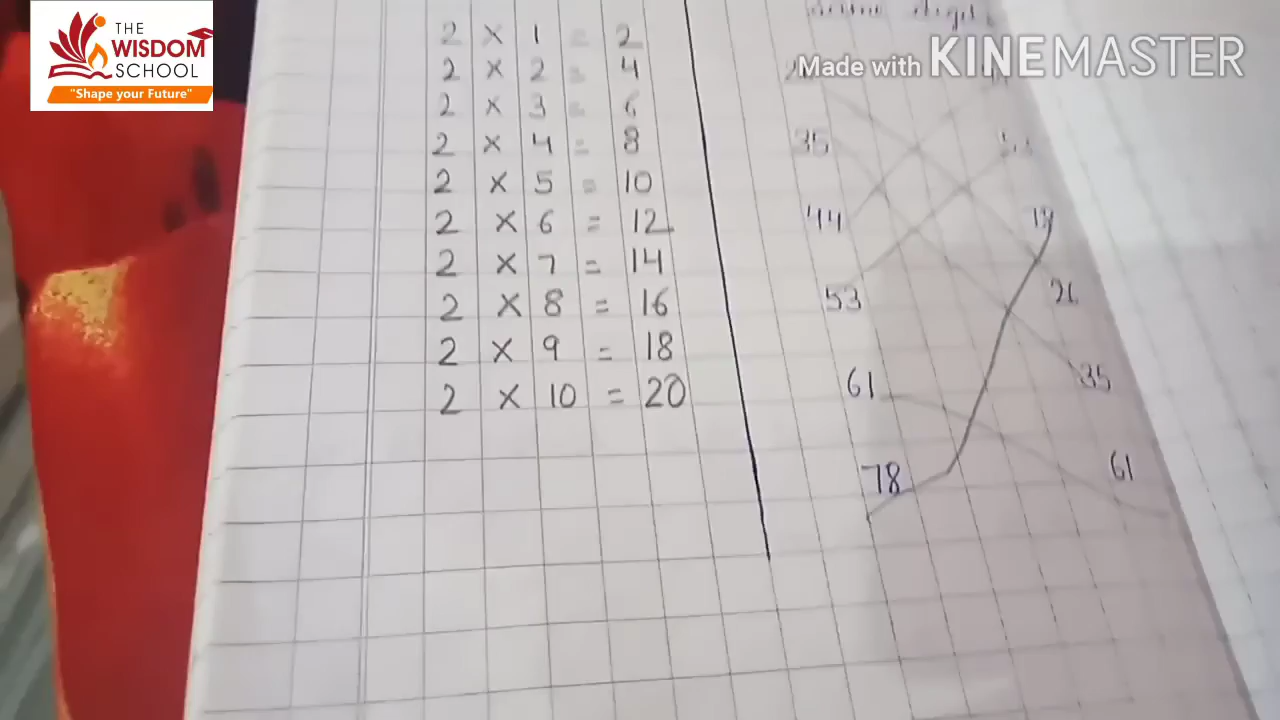 THE
WISDOM
SCHOOL
"Shape your Future"
Made with KINEMASTER
2 × 1 = 2
2 × 2 = 4
2 × 3 = 6
2 × 4 = 8
2 × 5 = 10
2 × 6 = 12
2 × 7 = 14
2 × 8 = 16
2 × 9 = 18
2 × 10 = 20
35
44
53
61
78
53
26
35
61